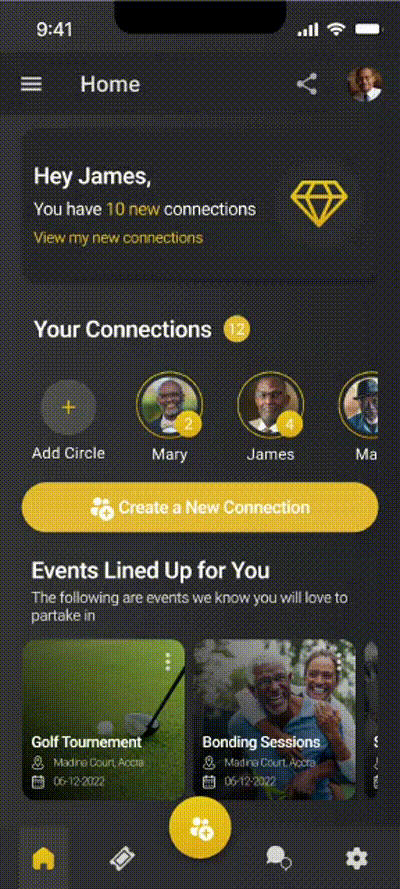 9:41
Home
Hey James,
You have 10 new connections
View my new connections
Your Connections 12
2
4
Add Circle
Mary
James
Ma
Create a New Connection
Events Lined Up for You
The following are events we know you will love to
partake in
Golf Tournement
Madina Court, Accra
06-12-2022
Bonding Sessions
Madina Court, Accra
06-12-2022
S